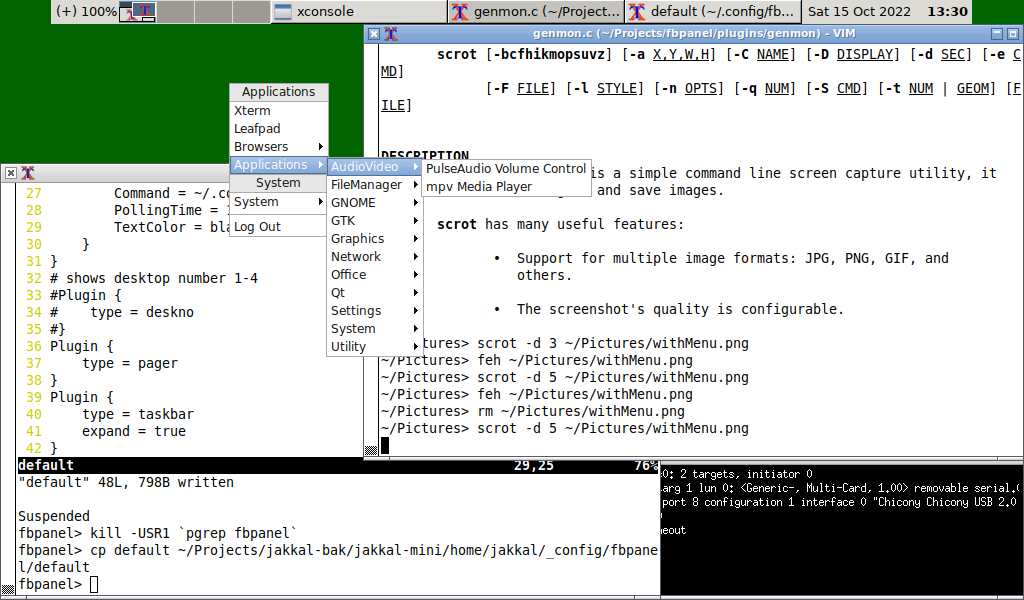 (+) 100%
xconsole
genmon.c (~/Project...
default (~/.config/fb...
Sat 15 Oct 2022 13:30
genmon.c (~/Projects/fbpanel/plugins/genmon) - VIM
scrot [-bcfhikmopsuvz] [-a X,Y,W,H] [-C NAME] [-D DISPLAY] [-d SEC] [-e C
MD]
[-F FILE] [-l STYLE] [-n OPTS] [-q NUM] [-S CMD] [-t NUM | GEOM] [F
ILE]
DESCRIPTION
is a simple command line screen capture utility, it
and save images.
scrot has many useful features:
• Support for multiple image formats: JPG, PNG, GIF, and
others.
• The screenshot's quality is configurable.
tures> scrot -d 3 ~/Pictures/withMenu.png
~/Pictures> feh ~/Pictures/withMenu.png
~/Pictures> scrot -d 5 ~/Pictures/withMenu.png
~/Pictures> feh ~/Pictures/withMenu.png
~/Pictures> rm ~/Pictures/withMenu.png
~/Pictures> scrot -d 5 ~/Pictures/withMenu.png
Applications
Xterm
Leafpad
Browsers
Applications
System
System
Log Out
AudioVideo
FileManager
GNOME
GTK
Graphics
Network
Office
Qt
Settings
System
Utility
PulseAudio Volume Control
mpv Media Player
27 Command = ~/.co
28 PollingTime =
29 TextColor = bla
30 }
31 }
32 # shows desktop number 1-4
33 #Plugin {
34 # type = deskno
35 #}
36 Plugin {
37 type = pager
38 }
39 Plugin {
40 type = taskbar
41 expand = true
42 }
default 29,25 76%
"default" 48L, 798B written
Suspended
fbpanel> kill -USR1 `pgrep fbpanel`
fbpanel> cp default ~/Projects/jakkal-bak/jakkal-mini/home/jakkal/_config/fbpane
l/default
fbpanel>
0: 2 targets, initiator 0
arg 1 lun 0: <Generic-, Multi-Card, 1.00> removable serial.
port 8 configuration 1 interface 0 "Chicony Chicony USB 2.0
eout